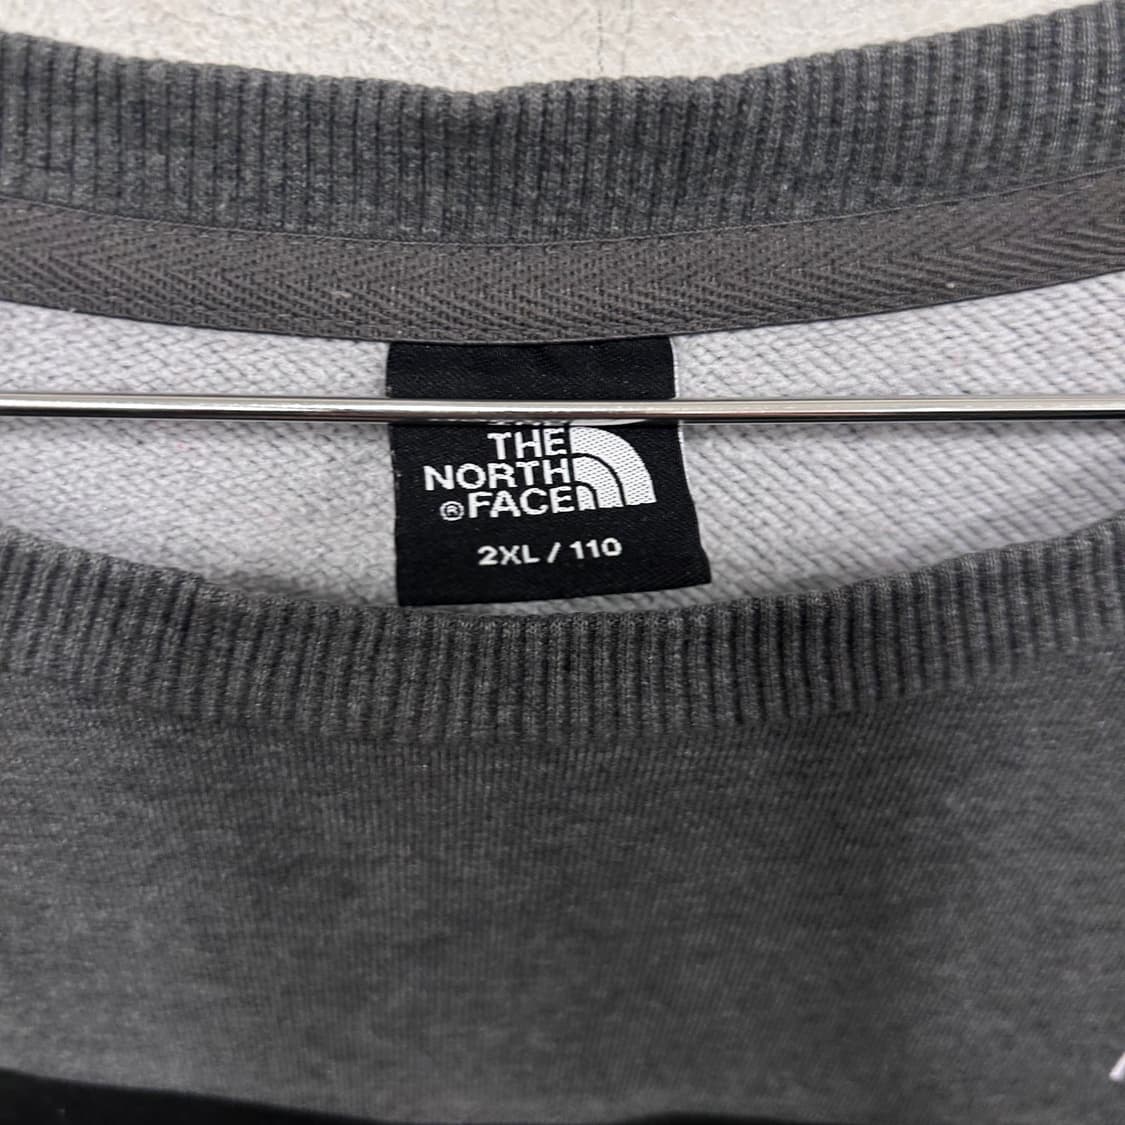 THE
NORTH
®FACE
2XL / 110